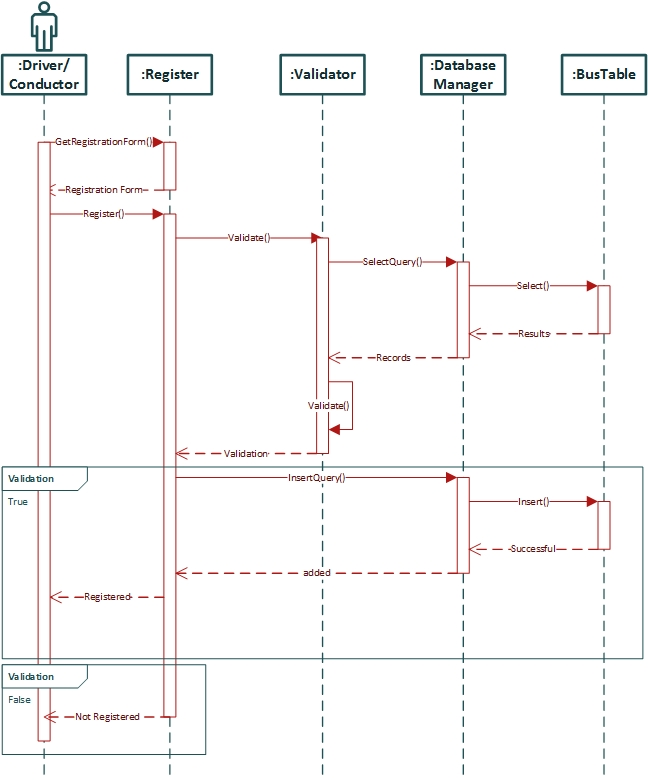 :Driver/
Conductor
:Register
:Validator
:Database
Manager
:BusTable
GetRegistrationForm()
Registration Form
Register()
Validate()
SelectQuery()
Select()
Results
Records
Validate()
Validation
Validation
True
InsertQuery()
Insert()
Successful
added
Registered
Validation
False
Not Registered